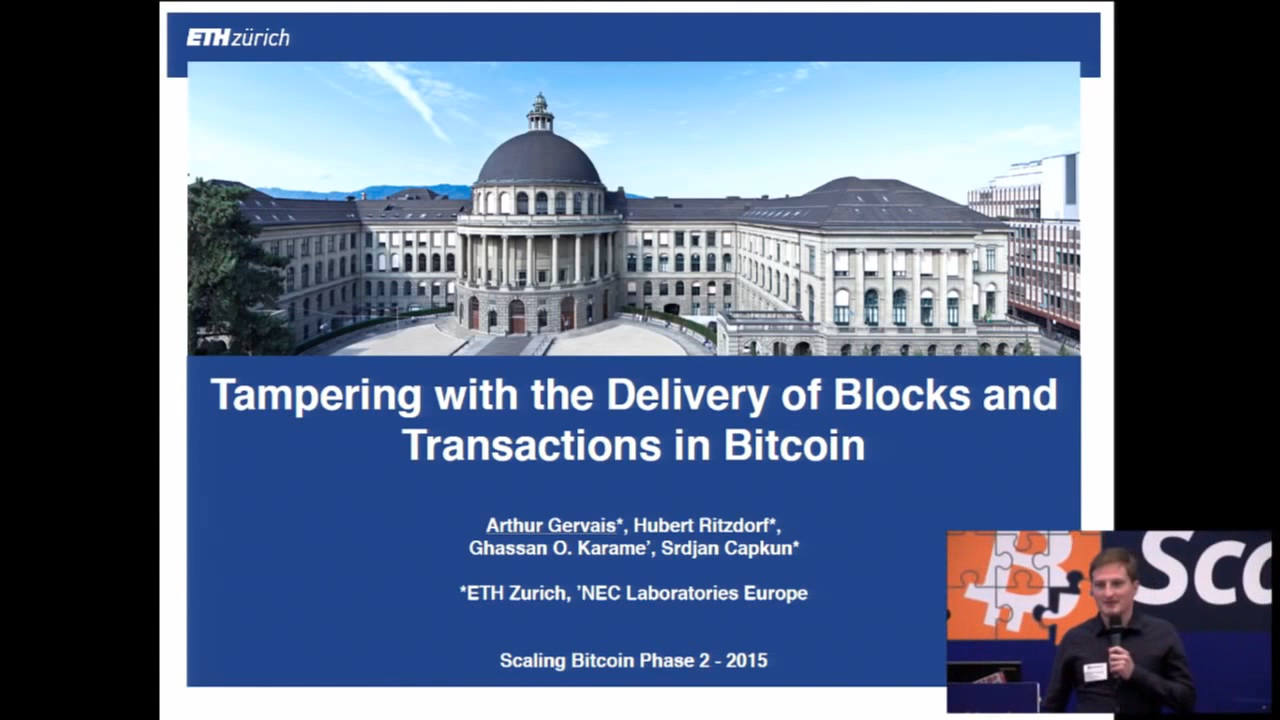 ETH zürich
Tampering with the Delivery of Blocks and
Transactions in Bitcoin
Arthur Gervais*, Hubert Ritzdorf*,
Ghassan O. Karame’, Srdjan Capkun*
*ETH Zurich, ’NEC Laboratories Europe
Scaling Bitcoin Phase 2 - 2015